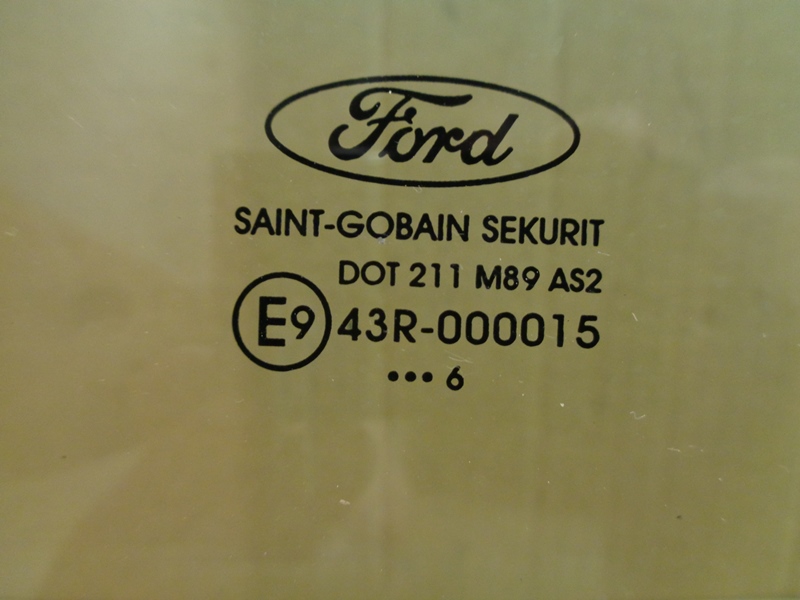 Ford
SAINT-GOBAIN SEKURIT
DOT 211 M89 AS2
E9 43R-000015
••• 6